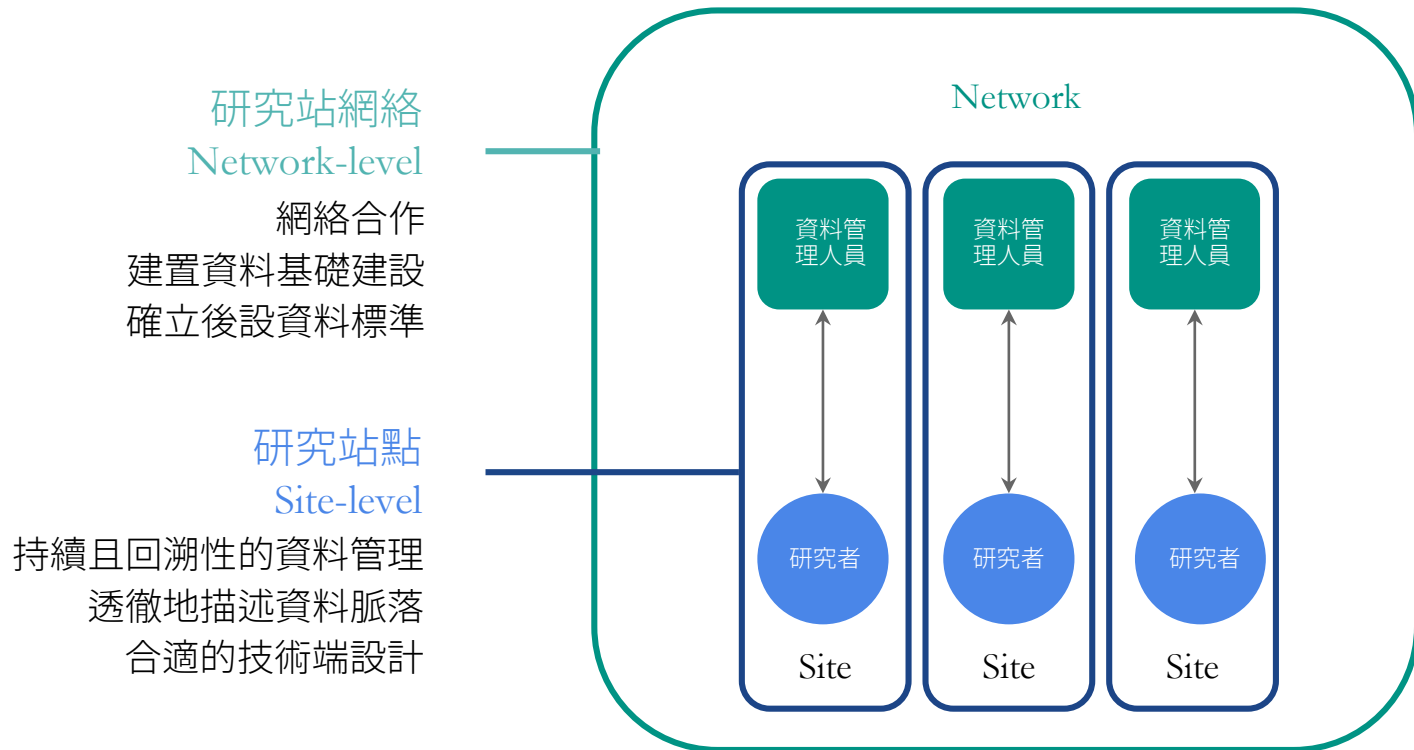 研究站網絡
Network-level
網絡合作
建置資料基礎建設
確立後設資料標準
研究站點
Site-level
持續且回溯性的資料管理
透徹地描述資料脈落
合適的技術端設計
Network
資料管
理人員
資料管
理人員
資料管
理人員
研究者
研究者
研究者
Site
Site
Site